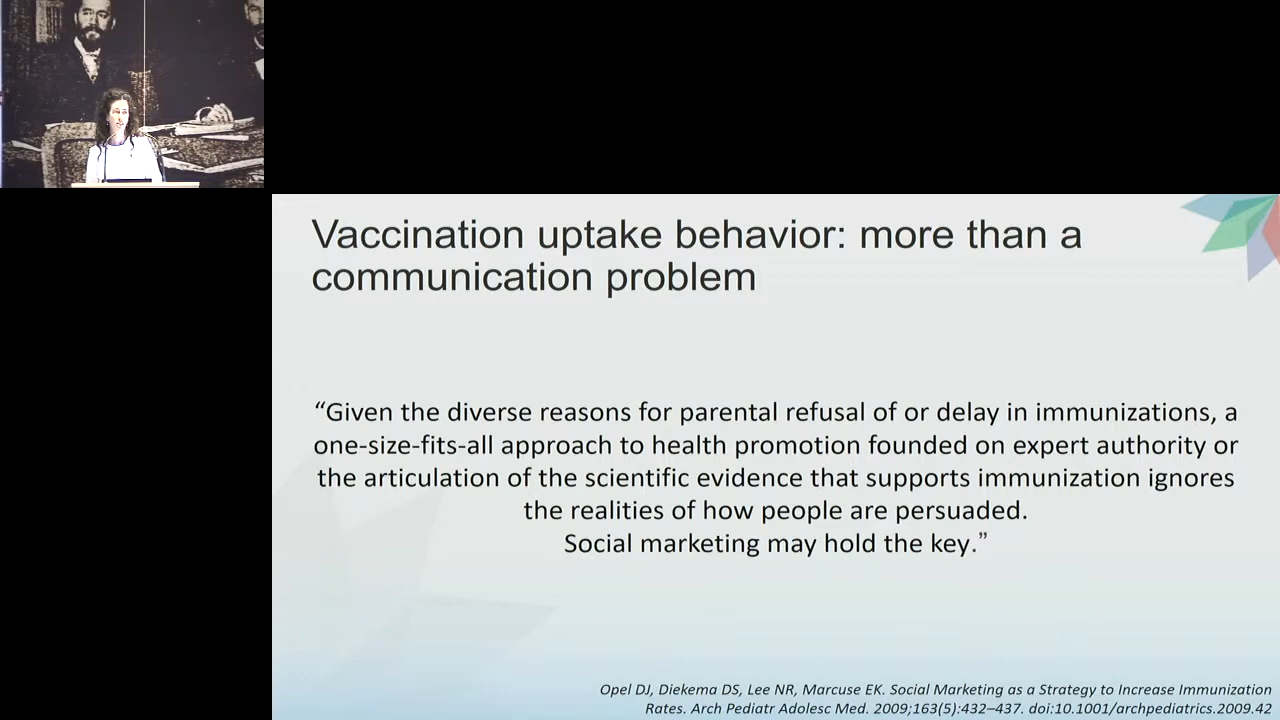 Vaccination uptake behavior: more than a
communication problem
“Given the diverse reasons for parental refusal of or delay in immunizations, a
one-size-fits-all approach to health promotion founded on expert authority or
the articulation of the scientific evidence that supports immunization ignores
the realities of how people are persuaded.
Social marketing may hold the key.”
Opel DJ, Diekema DS, Lee NR, Marcuse EK. Social Marketing as a Strategy to Increase Immunization
Rates. Arch Pediatr Adolesc Med. 2009;163(5):432–437. doi:10.1001/archpediatrics.2009.42